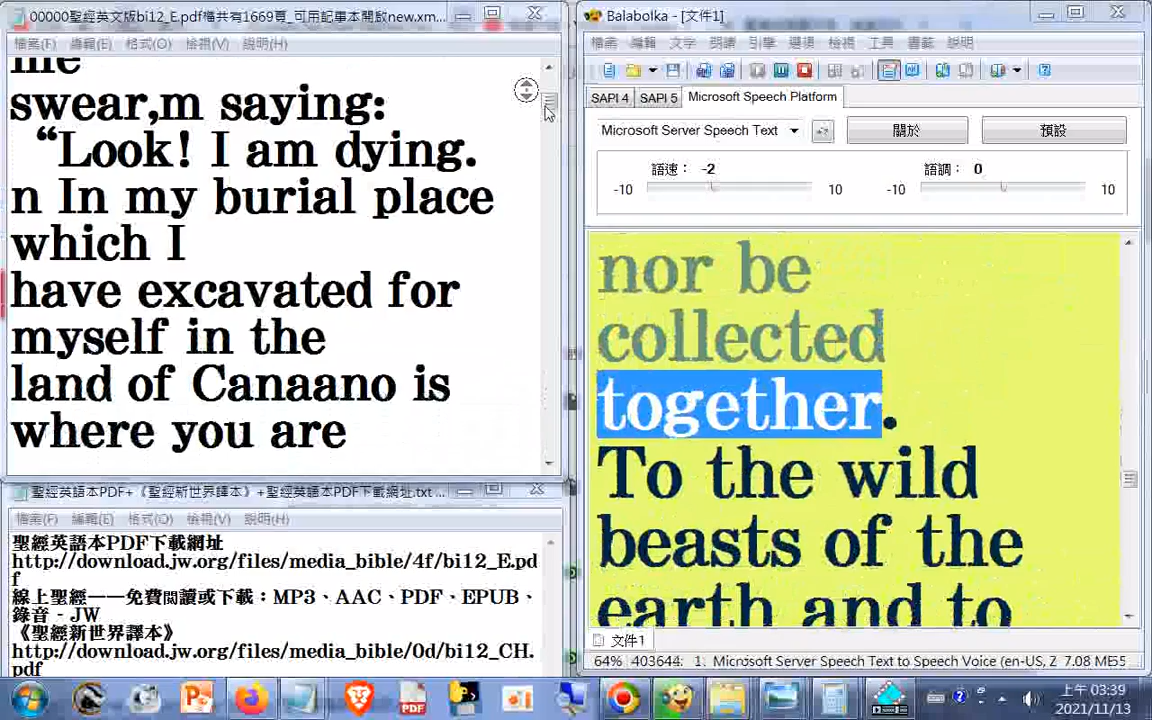 00000聖經英文版bi12_E.pdf檔共有1669頁_可用記事本開啟new.xm...
檔案(F) 編輯(E) 格式(O) 檢視(V) 說明(H)
me
swear,m saying:
“Look! I am dying.
n In my burial place
which I
have excavated for
myself in the
land of Canaano is
where you are
聖經英語本PDF+《聖經新世界譯本》+聖經英語本PDF下載網址.txt ...
檔案(F) 編輯(E) 格式(O) 檢視(V) 說明(H)
聖經英語本PDF下載網址
http://download.jw.org/files/media_bible/4f/bi12_E.pd
f
線上聖經——免費閱讀或下載：MP3、AAC、PDF、EPUB、
錄音 - JW
《聖經新世界譯本》
http://download.jw.org/files/media_bible/0d/bi12_CH.
pdf
Balabolka - [文件1]
檔案 編輯 文字 朗讀 引擎 選項 檢視 工具 書籤 說明
SAPI 4 SAPI 5 Microsoft Speech Platform
Microsoft Server Speech Text 關於 預設
語速： -2 語調： 0
-10 10 -10 10
nor be
collected
together.
To the wild
beasts of the
earth and to
文件1
64% 403644: 1: Microsoft Server Speech Text to Speech Voice (en-US, Z 7.08 MB
上午 03:39
2021/11/13